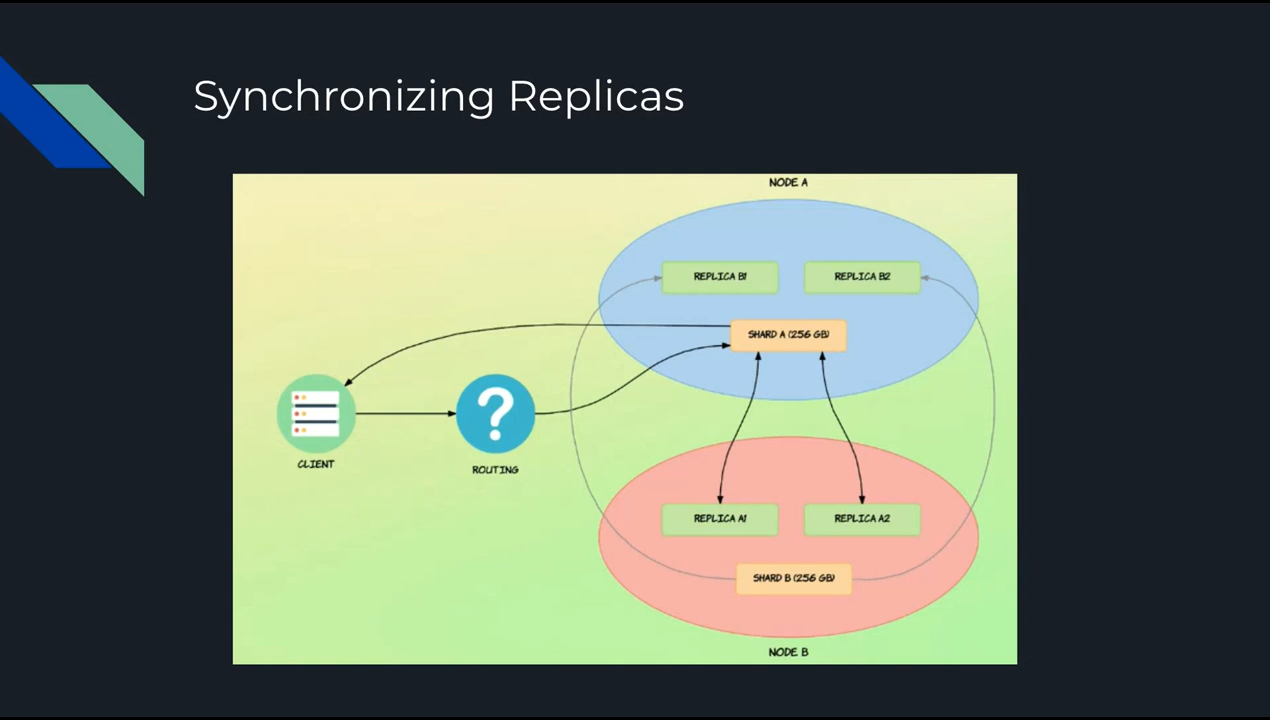 Synchronizing Replicas
NODE A
REPLICA B1
REPLICA B2
SHARD A (256 GB)
CLIENT
ROUTING
REPLICA A1
REPLICA A2
SHARD B (256 GB)
NODE B